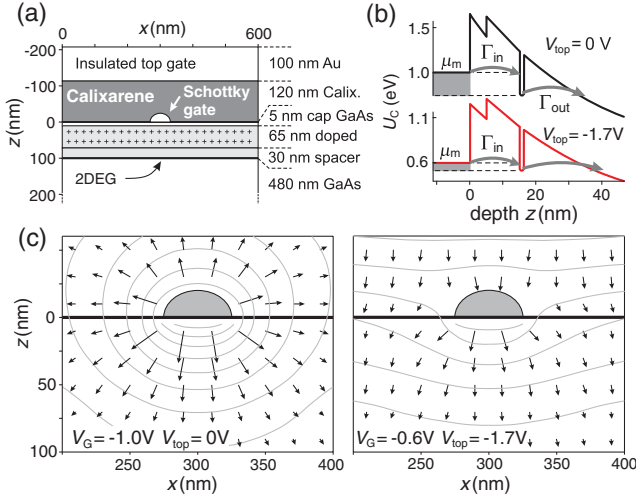 (a)
x(nm)
0 600
-200
-100
0
100
200
z(nm)
Insulated top gate
Calixarene
Schottky
gate
2DEG
100 nm Au
120 nm Calix.
5 nm cap GaAs
65 nm doped
30 nm spacer
480 nm GaAs
(b)
1.5
1.0
1.1
0.6
U_C (eV)
μ_m
Γ_in
Γ_out
V_top = 0 V
μ_m
Γ_in
V_top = -1.7V
0 20 40
depth z(nm)
(c)
z(nm)
0
50
100
V_G = -1.0V V_top = 0V
250 300 350 400
x(nm)
V_G = -0.6V V_top = -1.7V
200 250 300 350 400
x(nm)